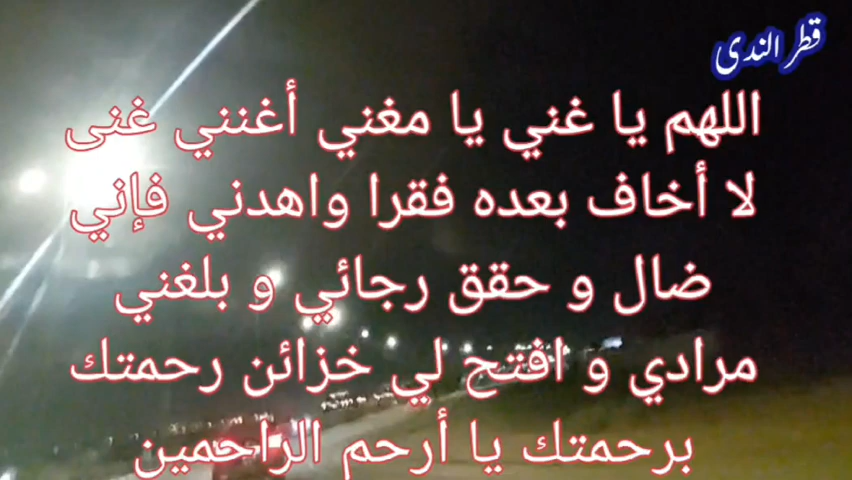 قطر الندى
اللهم يا غني يا مغني أغنني غنى
لا أخاف بعده فقرا واهدني فإني
ضال و حقق رجائي و بلغني
مرادي و افتح لي خزائن رحمتك
برحمتك يا أرحم الراحمين